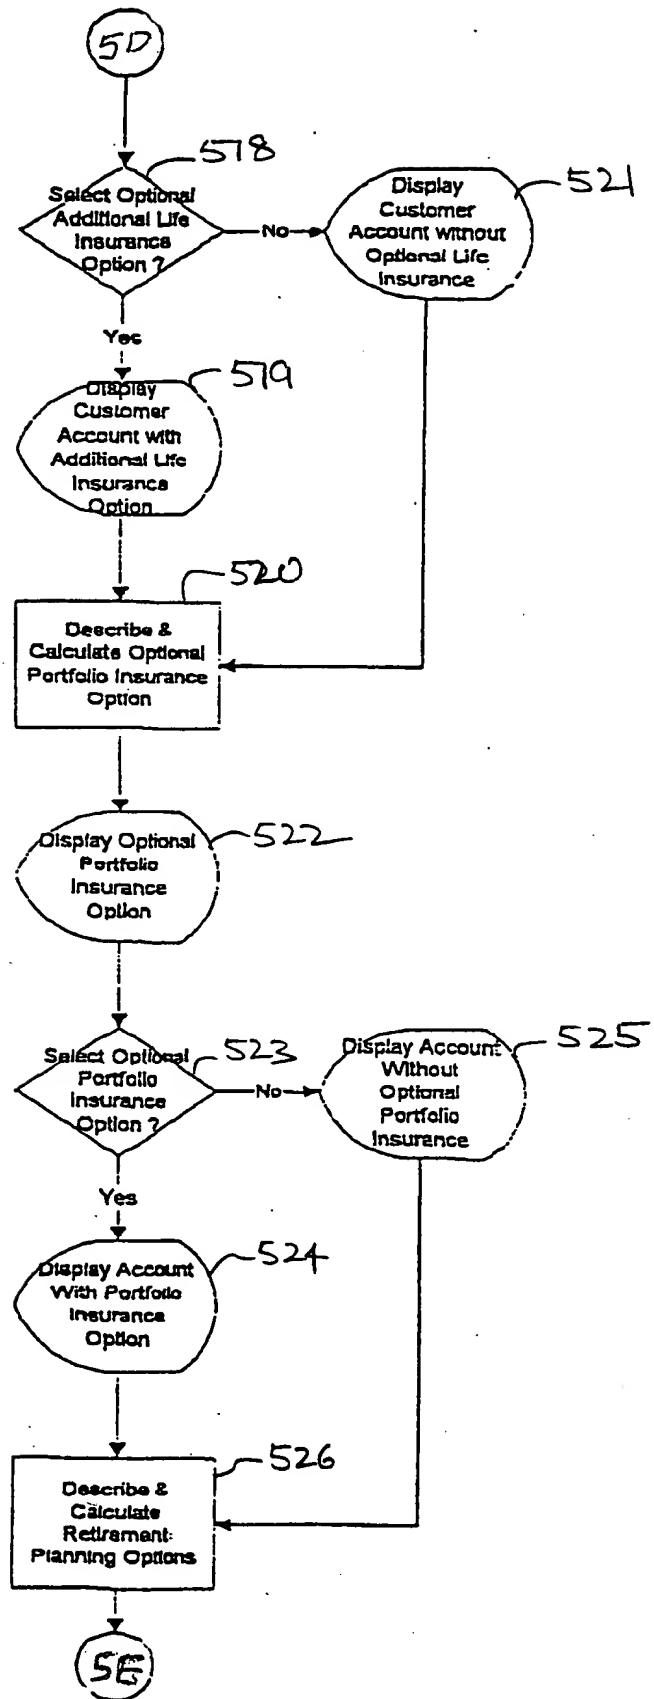 5D
578
Select Optional
Additional Life
Insurance
Option ?
No
Display
Customer
Account without
Optional Life
Insurance
521
Yes
579
Display
Customer
Account with
Additional Life
Insurance
Option
520
Describe &
Calculate Optional
Portfolio Insurance
Option
Display Optional
Portfolio
Insurance
Option
522
Select Optional
Portfolio
Insurance
Option ?
523
No
Display Account
Without
Optional
Portfolio
Insurance
525
Yes
Display Account
With Portfolio
Insurance
Option
524
526
Describe &
Calculate
Retirement
Planning Options
5E